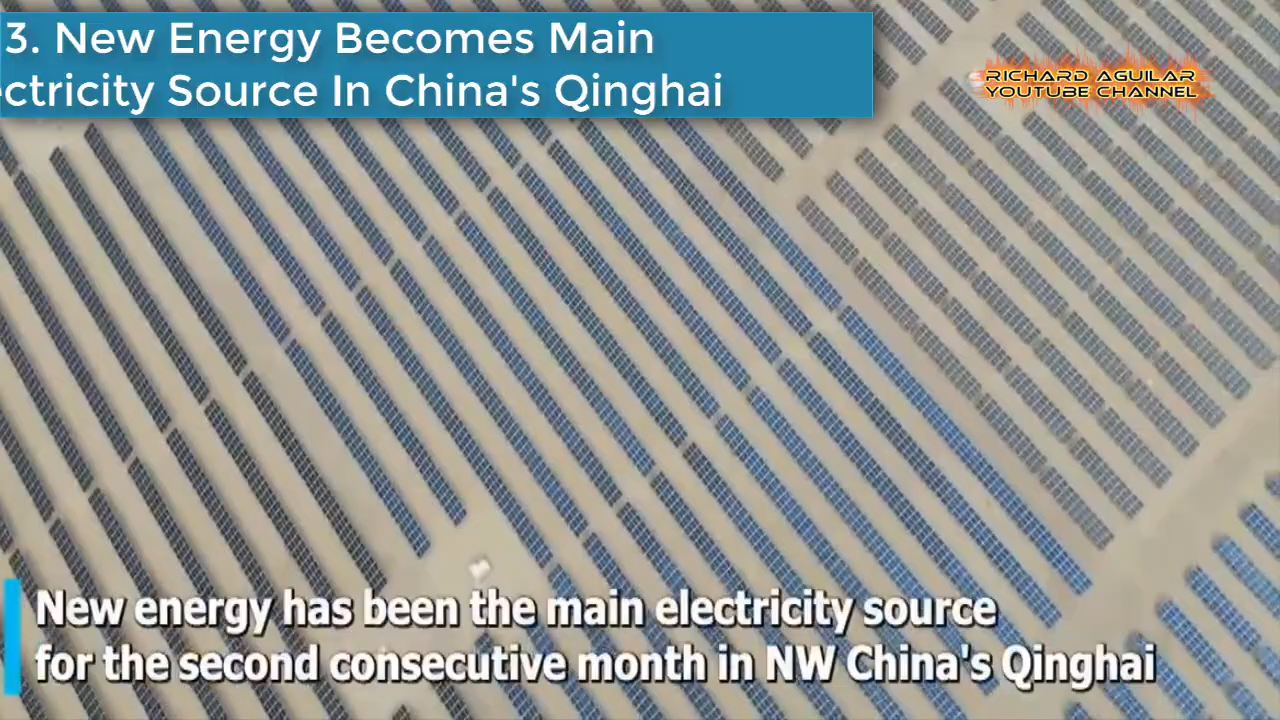 3. New Energy Becomes Main
ctricity Source In China's Qinghai
RICHARD AGUILAR
YOUTUBE CHANNEL
New energy has been the main electricity source
for the second consecutive month in NW China's Qinghai